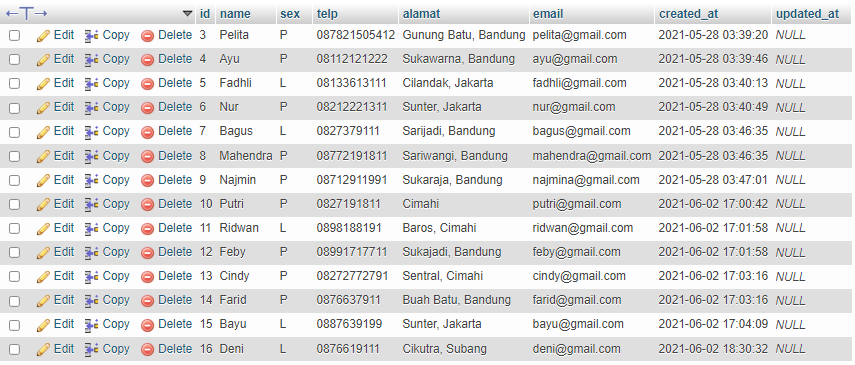 ←T→ id name sex telp alamat email created_at updated_at
Edit Copy Delete 3 Pelita P 087821505412 Gunung Batu, Bandung pelita@gmail.com 2021-05-28 03:39:20 NULL
Edit Copy Delete 4 Ayu P 08112121222 Sukawarna, Bandung ayu@gmail.com 2021-05-28 03:39:46 NULL
Edit Copy Delete 5 Fadhli L 08133613111 Cilandak, Jakarta fadhli@gmail.com 2021-05-28 03:40:13 NULL
Edit Copy Delete 6 Nur P 08212221311 Sunter, Jakarta nur@gmail.com 2021-05-28 03:40:49 NULL
Edit Copy Delete 7 Bagus L 0827379111 Sarijadi, Bandung bagus@gmail.com 2021-05-28 03:46:35 NULL
Edit Copy Delete 8 Mahendra P 08772191811 Sariwangi, Bandung mahendra@gmail.com 2021-05-28 03:46:35 NULL
Edit Copy Delete 9 Najmin P 08712911991 Sukaraja, Bandung najmina@gmail.com 2021-05-28 03:47:01 NULL
Edit Copy Delete 10 Putri P 0827191811 Cimahi putri@gmail.com 2021-06-02 17:00:42 NULL
Edit Copy Delete 11 Ridwan L 0898188191 Baros, Cimahi ridwan@gmail.com 2021-06-02 17:01:58 NULL
Edit Copy Delete 12 Feby P 08991717711 Sukajadi, Bandung feby@gmail.com 2021-06-02 17:01:58 NULL
Edit Copy Delete 13 Cindy P 08272772791 Sentral, Cimahi cindy@gmail.com 2021-06-02 17:03:16 NULL
Edit Copy Delete 14 Farid P 0876637911 Buah Batu, Bandung farid@gmail.com 2021-06-02 17:03:16 NULL
Edit Copy Delete 15 Bayu L 0887639199 Sunter, Jakarta bayu@gmail.com 2021-06-02 17:04:09 NULL
Edit Copy Delete 16 Deni L 0876619111 Cikutra, Subang deni@gmail.com 2021-06-02 18:30:32 NULL